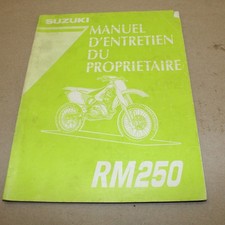 SUZUKI
MANUEL
D'ENTRETIEN
DU
PROPRIETAIRE
RM250